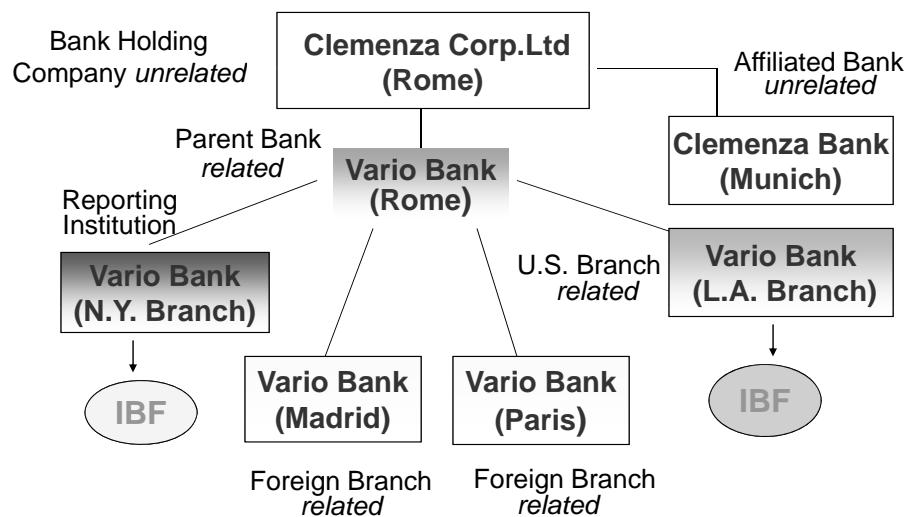 Bank Holding
Company unrelated
Clemenza Corp.Ltd
(Rome)
Affiliated Bank
unrelated
Parent Bank
related
Vario Bank
(Rome)
Clemenza Bank
(Munich)
Reporting
Institution
Vario Bank
(N.Y. Branch)
U.S. Branch
related
Vario Bank
(L.A. Branch)
IBF
Vario Bank
(Madrid)
Vario Bank
(Paris)
IBF
Foreign Branch
related
Foreign Branch
related